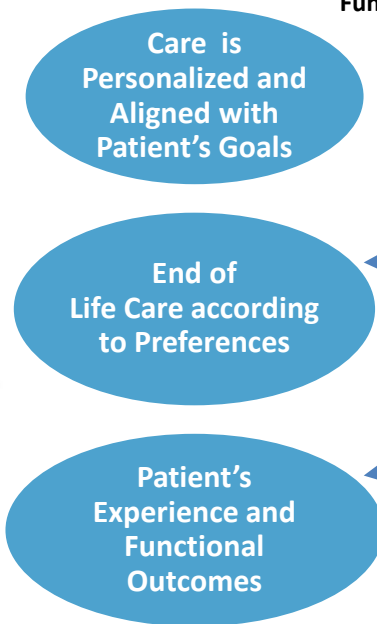 Care is
Personalized and
Aligned with
Patient's Goals
End of
Life Care according
to Preferences
Patient's
Experience and
Functional
Outcomes